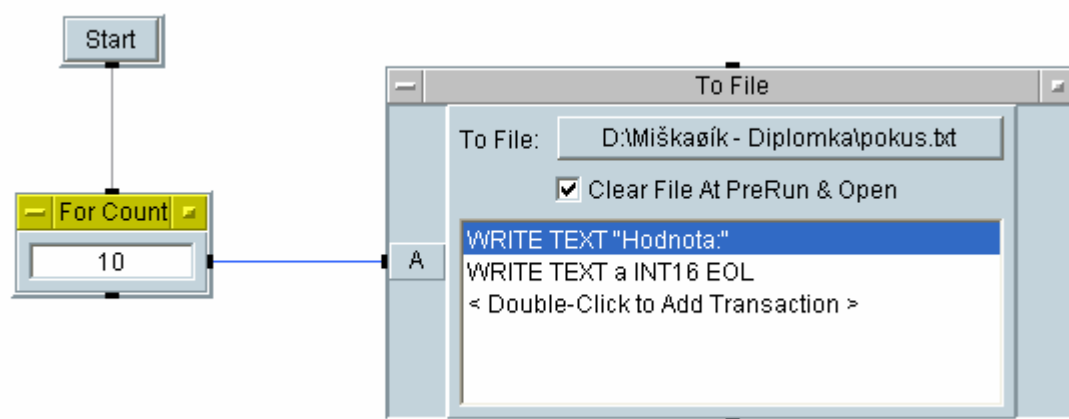 Start
To File
To File: D:\Miškaøík - Diplomka\pokus.txt
Clear File At PreRun & Open
For Count
10
A
WRITE TEXT "Hodnota:"
WRITE TEXT a INT16 EOL
< Double-Click to Add Transaction >